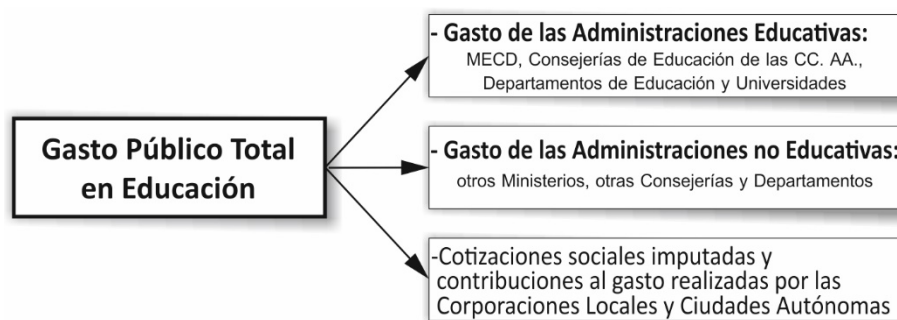 Gasto Público Total
en Educación
- Gasto de las Administraciones Educativas:
MECD, Consejerías de Educación de las CC. AA.,
Departamentos de Educación y Universidades
- Gasto de las Administraciones no Educativas:
otros Ministerios, otras Consejerías y Departamentos
-Cotizaciones sociales imputadas y
contribuciones al gasto realizadas por las
Corporaciones Locales y Ciudades Autónomas